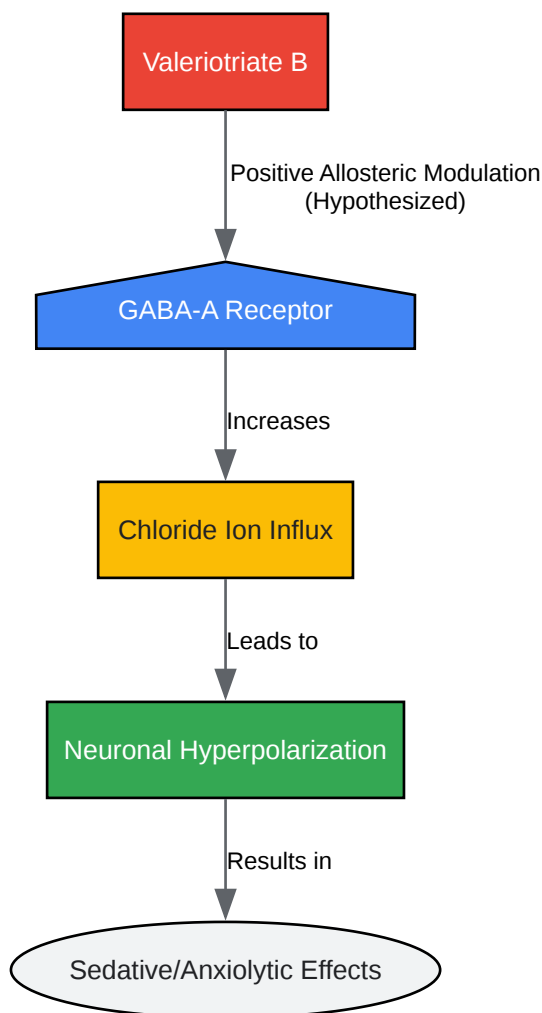 Valeriotriate B
Positive Allosteric Modulation
(Hypothesized)
GABA-A Receptor
Increases
Chloride Ion Influx
Leads to
Neuronal Hyperpolarization
Results in
Sedative/Anxiolytic Effects